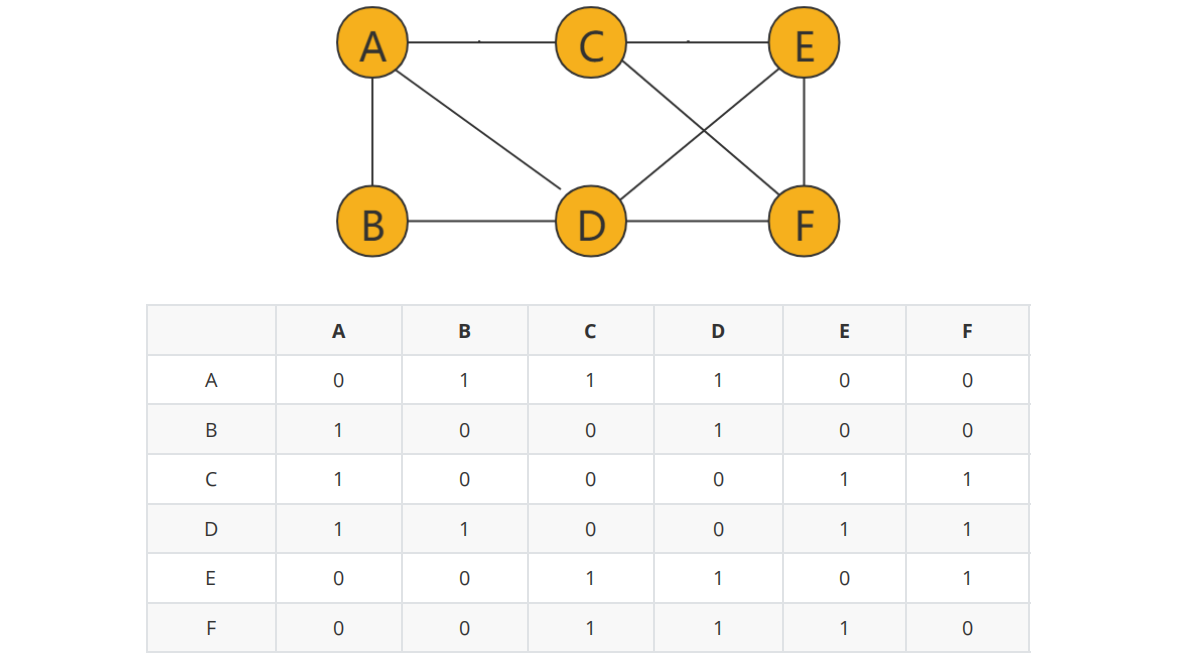 A C E
B D F
A B C D E F
A 0 1 1 1 0 0
B 1 0 0 1 0 0
C 1 0 0 0 1 1
D 1 1 0 0 1 1
E 0 0 1 1 0 1
F 0 0 1 1 1 0